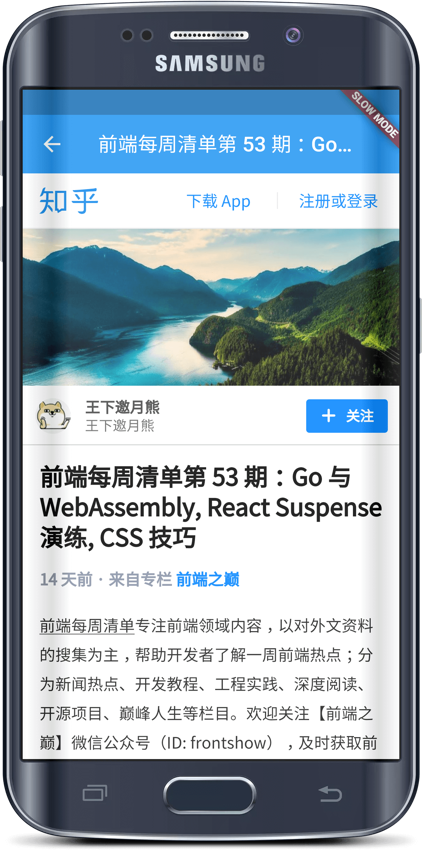 SAMSUNG
SLOW MODE
前端每周清单第 53 期：Go...
知乎
下载 App
注册或登录
王下邀月熊
王下邀月熊
+ 关注
前端每周清单第 53 期：Go 与
WebAssembly, React Suspense
演练, CSS 技巧
14 天前 · 来自专栏 前端之巅
前端每周清单专注前端领域内容，以对外文资料
的搜集为主，帮助开发者了解一周前端热点；分
为新闻热点、开发教程、工程实践、深度阅读、
开源项目、巅峰人生等栏目。欢迎关注【前端之
巅】微信公众号（ID: frontshow），及时获取前